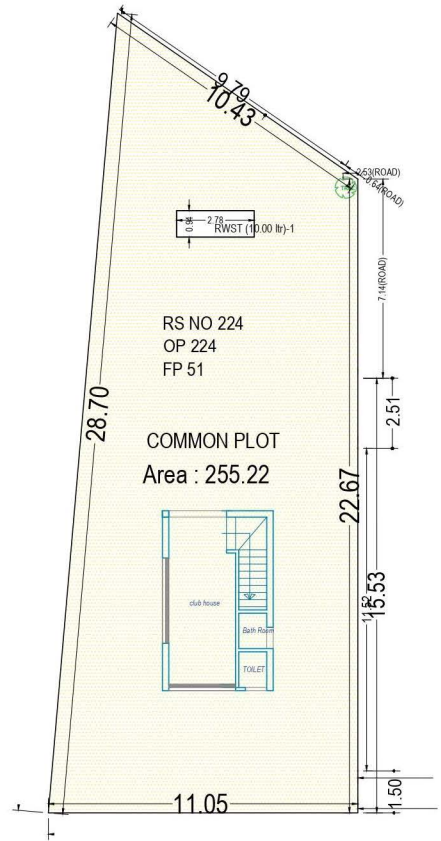 9.79
10.43
2.53(ROAD)
0.64(ROAD)
0.94
2.78
RWST (10.00 ltr)-1
7.14(ROAD)
RS NO 224
OP 224
FP 51
28.70
2.51
COMMON PLOT
Area : 255.22
22.67
15.53
club house
Bath Room
TOILET
1.50
11.05